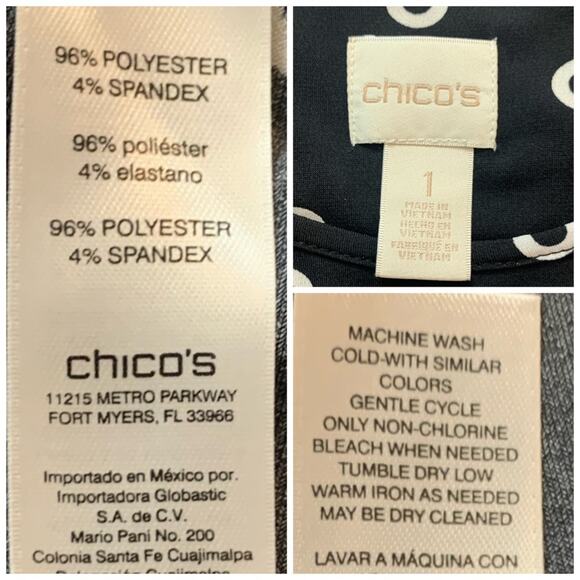 96% POLYESTER
4% SPANDEX
96% poliéster
4% elastano
96% POLYESTER
4% SPANDEX
chico's
11215 METRO PARKWAY
FORT MYERS, FL 33966
Importado en México por:
Importadora Globastic
S.A. de C.V.
Mario Pani No. 200
Colonia Santa Fe Cuajimalpa
chico's
1
MADE IN
VIETNAM
HECHO EN
VIETNAM
FABRIQUÉ EN
VIETNAM
MACHINE WASH
COLD-WITH SIMILAR
COLORS
GENTLE CYCLE
ONLY NON-CHLORINE
BLEACH WHEN NEEDED
TUMBLE DRY LOW
WARM IRON AS NEEDED
MAY BE DRY CLEANED
LAVAR A MÁQUINA CON